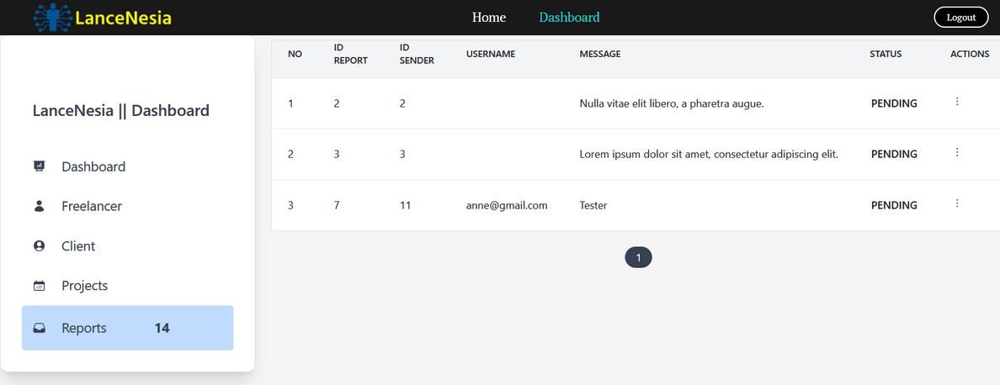 LanceNesia
Home
Dashboard
Logout
LanceNesia || Dashboard
Dashboard
Freelancer
Client
Projects
Reports 14
NO ID REPORT ID SENDER USERNAME MESSAGE STATUS ACTIONS
1 2 2 Nulla vitae elit libero, a pharetra augue. PENDING
2 3 3 Lorem ipsum dolor sit amet, consectetur adipiscing elit. PENDING
3 7 11 anne@gmail.com Tester PENDING
1